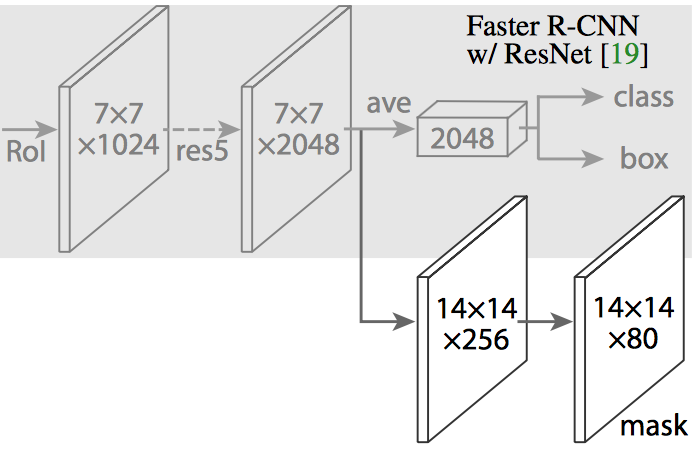 Faster R-CNN
w/ ResNet [19]
RoI
7×7
×1024
res5
7×7
×2048
ave
2048
class
box
14×14
×256
14×14
×80
mask